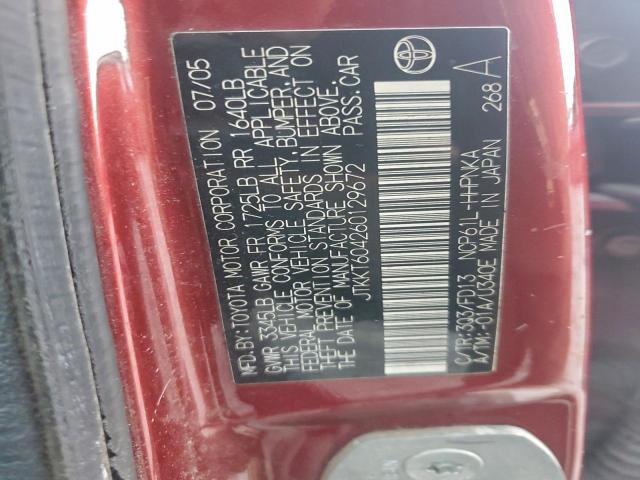 MFD.BY:TOYOTA MOTOR CORPORATION 07/05
GVWR 3345LB GAWR FR 1725LB RR 1640LB
THIS VEHICLE CONFORMS TO ALL APPLICABLE
FEDERAL MOTOR VEHICLE SAFETY, BUMPER, AND
THEFT PREVENTION STANDARDS IN EFFECT ON
THE DATE OF MANUFACTURE SHOWN ABOVE.
JTKKT604260129672 PASS.CAR
C/TR:3R3/FD13 NCP61L-HHPNKA
A/TM:-01A/U340E MADE IN JAPAN 268 A